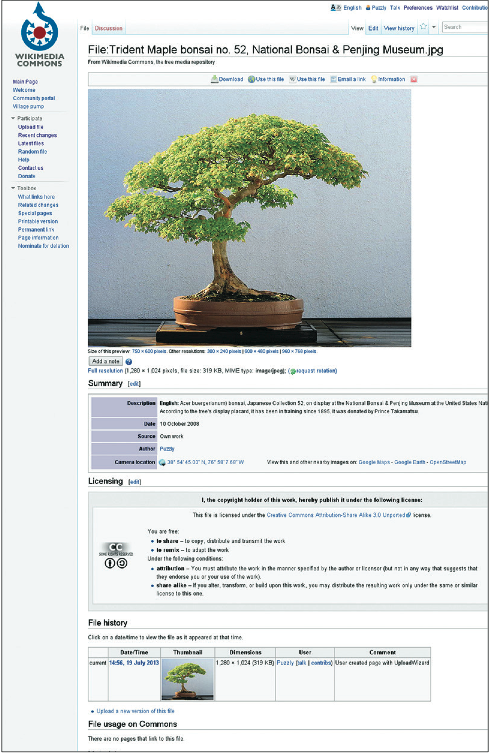 English Puzzly Talk Preferences Watchlist Contributio
File Discussion View Edit View history Search
WIKIMEDIA
COMMONS
File:Trident Maple bonsai no. 52, National Bonsai & Penjing Museum.jpg
From Wikimedia Commons, the free media repository
Download Use this file Use this file Email a link Information
Main Page
Welcome
Community portal
Village pump
Participate
Upload file
Recent changes
Latest files
Random file
Help
Contact us
Donate
Toolbox
What links here
Related changes
Special pages
Printable version
Permanent link
Page information
Nominate for deletion
Size of this preview: 750 × 600 pixels. Other resolutions: 300 × 240 pixels | 600 × 480 pixels | 960 × 768 pixels.
Add a note
Full resolution (1,280 × 1,024 pixels, file size: 319 KB, MIME type: image/jpeg); (request rotation)
Summary [edit]
Description English: Acer buergerianum) bonsai, Japanese Collection 52, on display at the National Bonsai & Penjing Museum at the United States Nati
According to the tree's display placard, it has been in training since 1895. It was donated by Prince Takamatsu.
Date 10 October 2008
Source Own work
Author Puzzly
Camera location 38° 54′ 45.03″ N, 76° 58′ View this and other nearby images on: Google Maps - Google Earth - OpenStreetMap
Licensing [edit]
I, the copyright holder of this work, hereby publish it under the following license:
This file is licensed under the Creative Commons Attribution-Share Alike 3.0 Unported license.
cc
SOME RIGHTS RESERVED
You are free:
• to share – to copy, distribute and transmit the work
• to remix – to adapt the work
Under the following conditions:
• attribution – You must attribute the work in the manner specified by the author or licensor (but not in any way that suggests that
they endorse you or your use of the work).
• share alike – If you alter, transform, or build upon this work, you may distribute the resulting work only under the same or similar
license to this one.
File history
Click on a date/time to view the file as it appeared at that time.
Date/Time Thumbnail Dimensions User Comment
current 14:56, 19 July 2013 1,280 × 1,024 (319 KB) Puzzly (talk | contribs) User created page with UploadWizard
• Upload a new version of this file
File usage on Commons
There are no pages that link to this file.